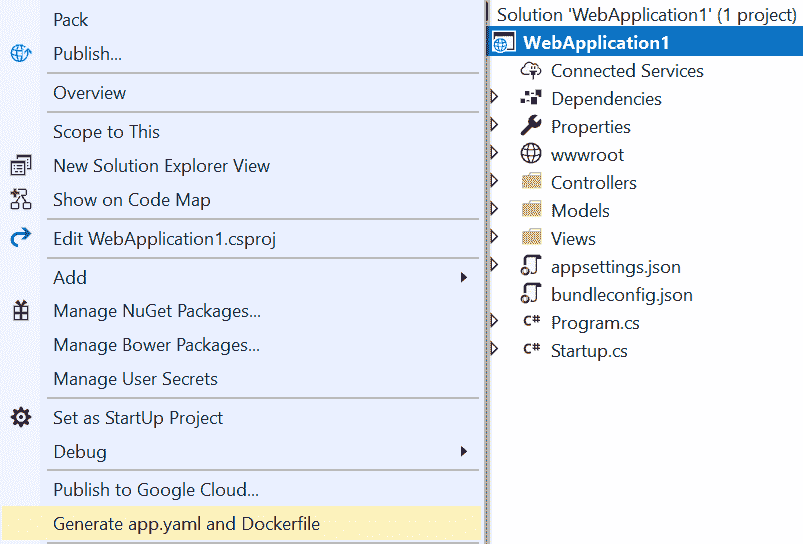 Pack
Publish...
Overview
Scope to This
New Solution Explorer View
Show on Code Map
Edit WebApplication1.csproj
Add
Manage NuGet Packages...
Manage Bower Packages...
Manage User Secrets
Set as StartUp Project
Debug
Publish to Google Cloud...
Generate app.yaml and Dockerfile
Solution 'WebApplication1' (1 project)
WebApplication1
Connected Services
Dependencies
Properties
wwwroot
Controllers
Models
Views
appsettings.json
bundleconfig.json
C# Program.cs
C# Startup.cs